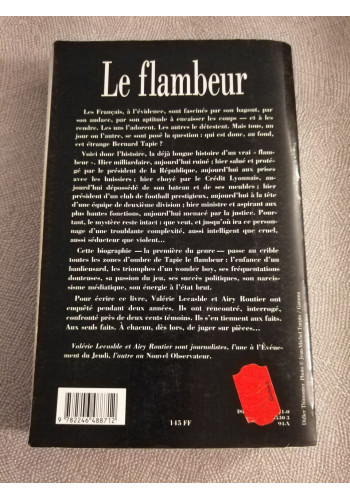 Le flambeur
Les Français, à l'évidence, sont fascinés par son bagout, par
son audace, par son aptitude à encaisser les coups — et à les
rendre. Les uns l'adorent. Les autres le détestent. Mais tous, un
jour ou l'autre, se sont posé la question : qui est donc, au fond,
cet étrange Bernard Tapie ?
Voici donc l'histoire, la déjà longue histoire d'un vrai « flam-
beur ». Hier milliardaire, aujourd'hui ruiné ; hier salué et proté-
gé par le président de la République, aujourd'hui aux prises
avec les huissiers ; hier choyé par le Crédit Lyonnais, au-
jourd'hui dépossédé de son bateau et de ses meubles ; hier
président d'un club de football prestigieux, aujourd'hui à la tête
d'une équipe de deuxième division ; hier ministre et aspirant aux
plus hautes fonctions, aujourd'hui menacé par la justice. Pour-
tant, le mystère reste intact : que veut, et jusqu'où ira ce per-
sonnage d'une troublante complexité, aussi intelligent que cruel,
aussi séducteur que violent...
Cette biographie — la première du genre — passe au crible
toutes les zones d'ombre de Tapie le flambeur : l'enfance d'un
banlieusard, les triomphes d'un wonder boy, ses fréquentations
douteuses, sa passion du jeu, ses succès politiques, son narcis-
sisme médiatique, son énergie à l'état brut.
Pour écrire ce livre, Valérie Lecasble et Airy Routier ont
enquêté pendant deux années. Ils ont rencontré, interrogé,
confronté près de deux cents témoins. Ils s'en tiennent aux faits.
Aux seuls faits. À chacun, dès lors, de juger sur pièces...
Valérie Lecasble et Airy Routier sont journalistes, l'une à l'Événe-
ment du Jeudi, l'autre au Nouvel Observateur.
9 782246 488712
145 FF